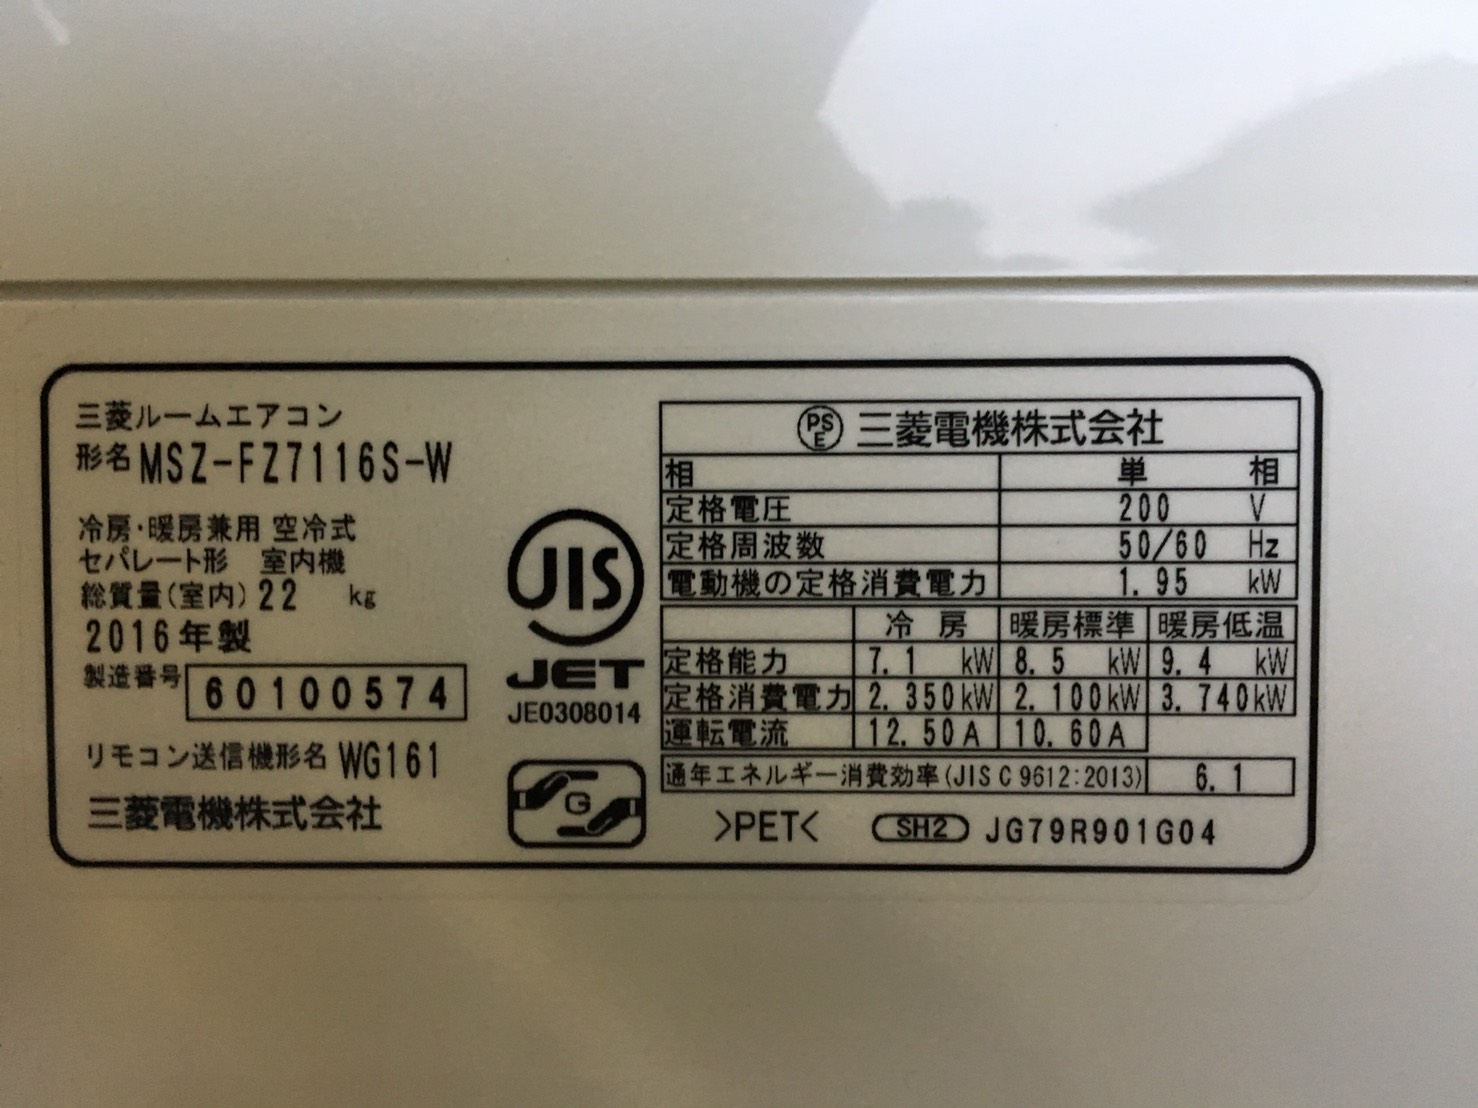 三菱ルームエアコン
形名 MSZ-FZ7116S-W
冷房・暖房兼用 空冷式
セパレート形 室内機
総質量(室内) 22 kg
2016年製
製造番号 60100574
リモコン送信機形名 WG161
三菱電機株式会社
JIS
JET
JE0308014
G
PSE 三菱電機株式会社
相 単 相
定格電圧 200 V
定格周波数 50/60 Hz
電動機の定格消費電力 1.95 kW
冷 房 暖房標準 暖房低温
定格能力 7.1 kW 8.5 kW 9.4 kW
定格消費電力 2.350kW 2.100kW 3.740kW
運転電流 12.50A 10.60A
通年エネルギー消費効率(JIS C 9612:2013) 6.1
>PET< SH2 JG79R901G04